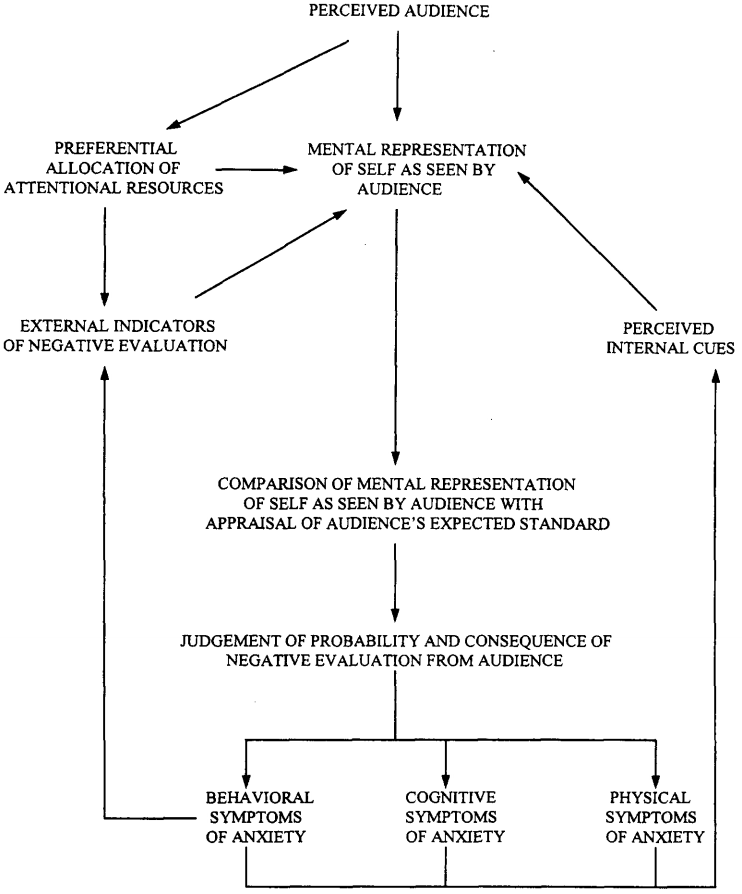 PERCEIVED AUDIENCE
PREFERENTIAL
ALLOCATION OF
ATTENTIONAL RESOURCES
MENTAL REPRESENTATION
OF SELF AS SEEN BY
AUDIENCE
EXTERNAL INDICATORS
OF NEGATIVE EVALUATION
PERCEIVED
INTERNAL CUES
COMPARISON OF MENTAL REPRESENTATION
OF SELF AS SEEN BY AUDIENCE WITH
APPRAISAL OF AUDIENCE'S EXPECTED STANDARD
JUDGEMENT OF PROBABILITY AND CONSEQUENCE OF
NEGATIVE EVALUATION FROM AUDIENCE
BEHAVIORAL
SYMPTOMS
OF ANXIETY
COGNITIVE
SYMPTOMS
OF ANXIETY
PHYSICAL
SYMPTOMS
OF ANXIETY